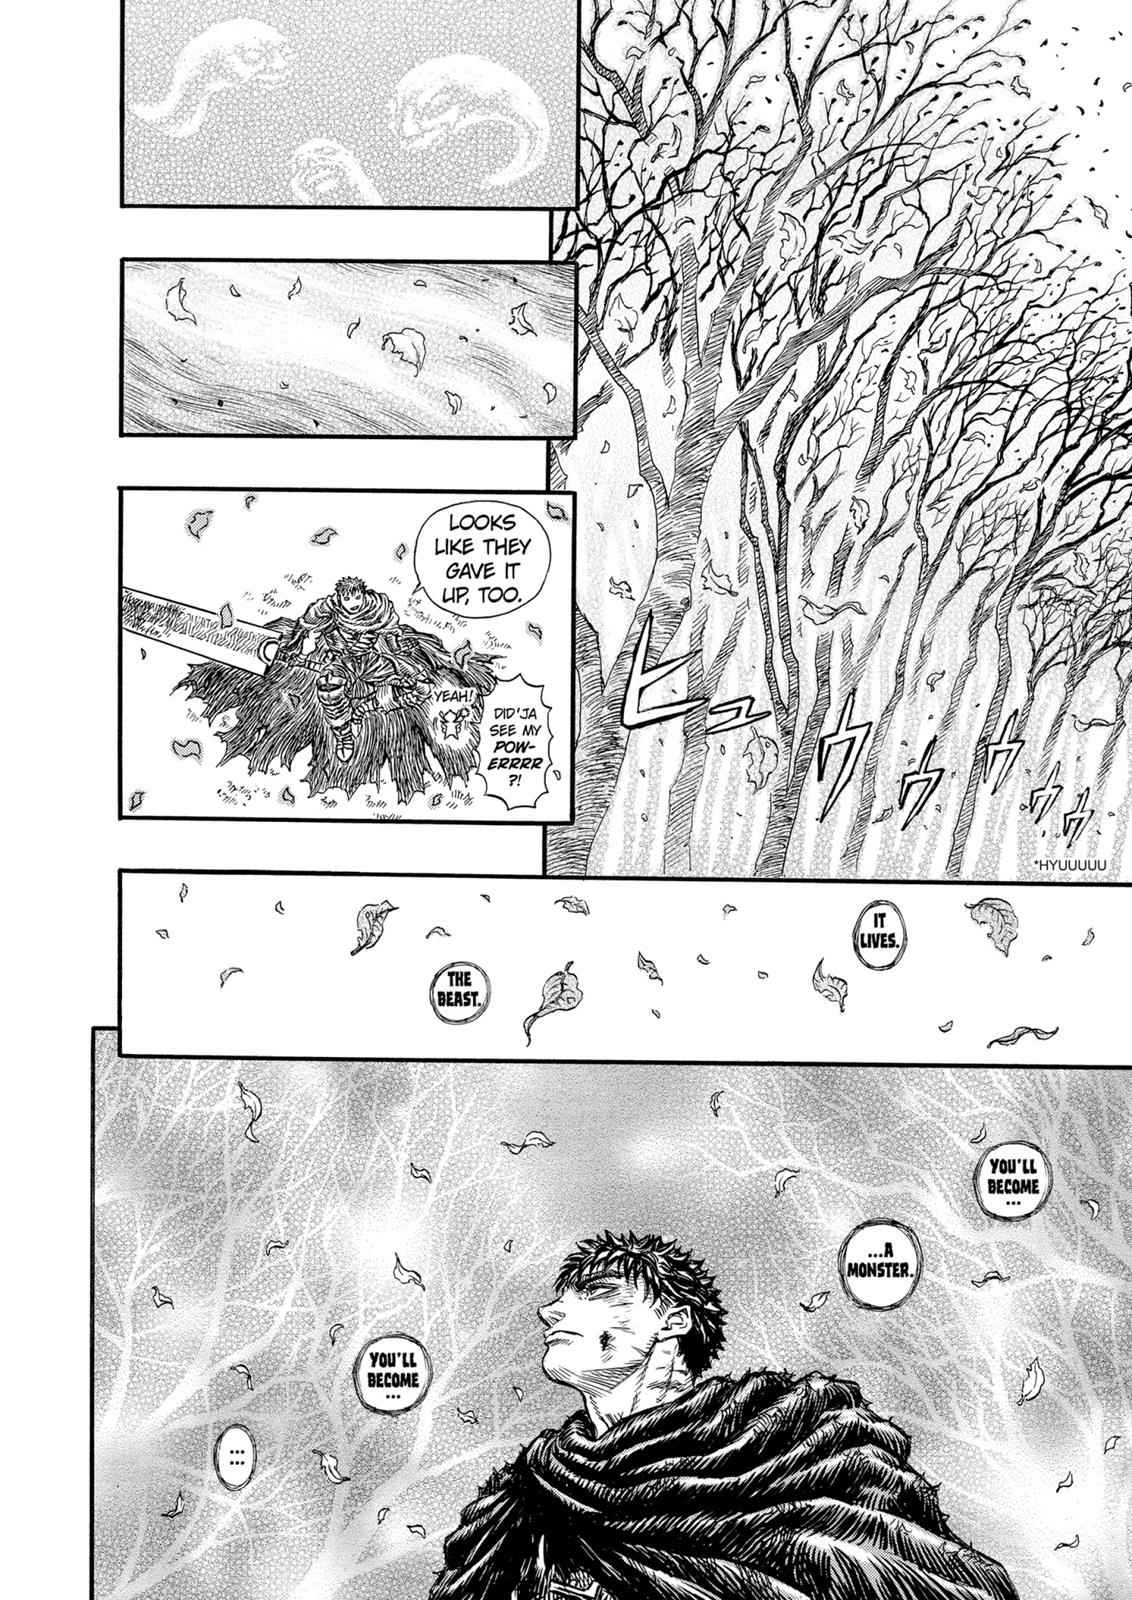 ヒュウウウウウ
*HYUUUUU
LOOKS
LIKE THEY
GAVE IT
UP, TOO.
YEAH!
DID'JA
SEE MY
POW-
ERRRR
?!
IT
LIVES.
THE
BEAST.
YOU'LL
BECOME
...
...A
MONSTER.
YOU'LL
BECOME
...
...
...